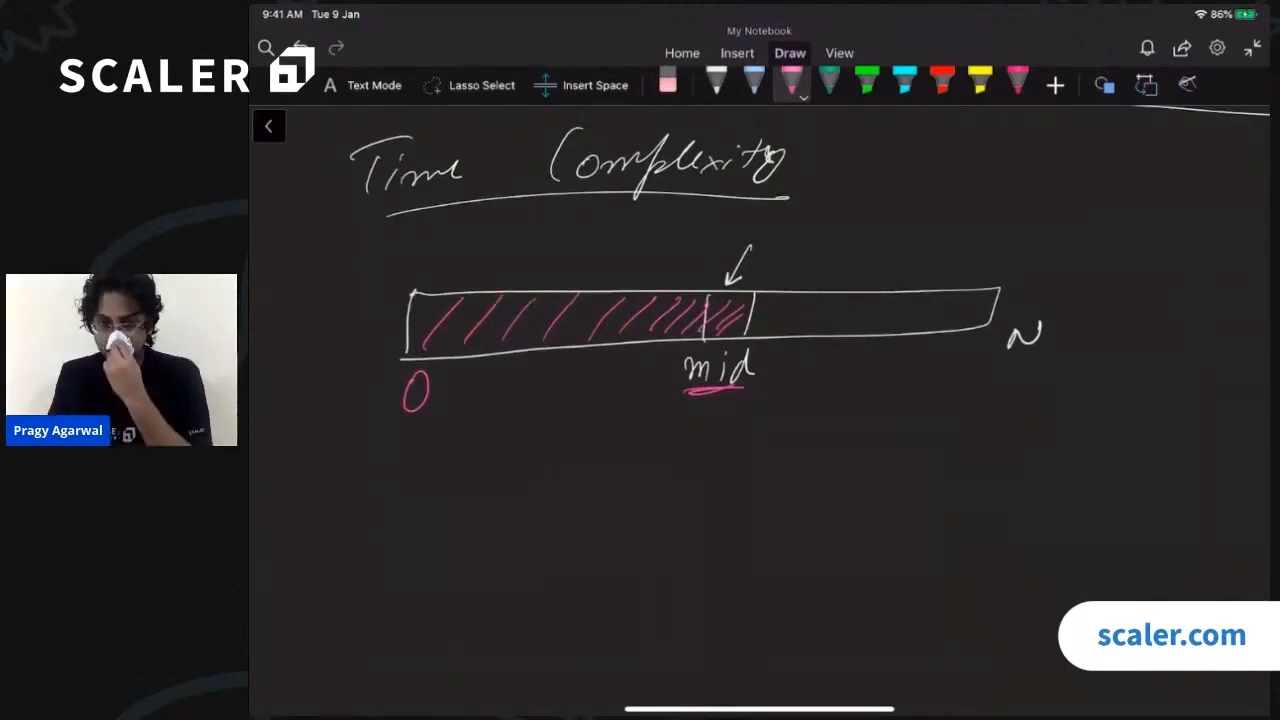 9:41 AM Tue 9 Jan
86%
My Notebook
SCALER
Home Insert Draw View
A Text Mode Lasso Select Insert Space
Time Complexity
N
mid
0
Pragy Agarwal
scaler.com